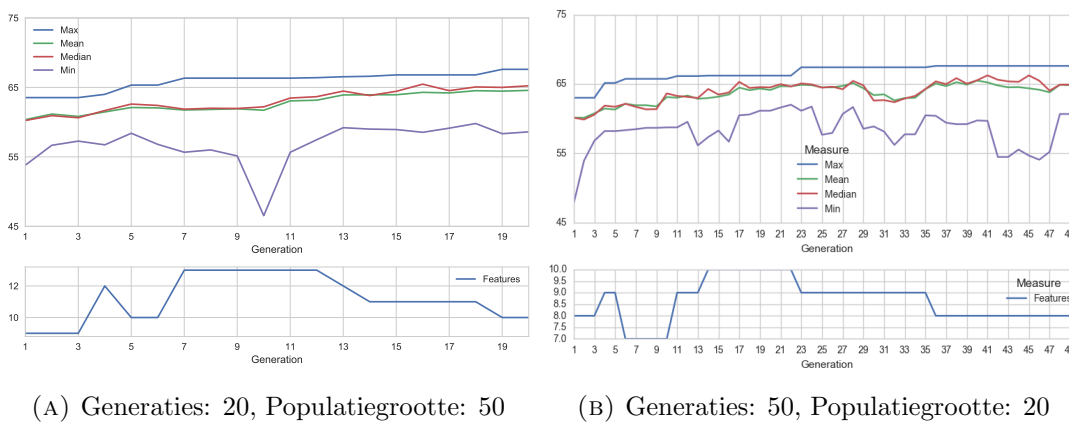 75
65
55
45
Max
Mean
Median
Min
1 3 5 7 9 11 13 15 17 19
Generation
12
10
Features
1 3 5 7 9 11 13 15 17 19
Generation
(A) Generaties: 20, Populatiegrootte: 50
75
65
55
45
Measure
Max
Mean
Median
Min
1 3 5 7 9 11 13 15 17 19 21 23 25 27 29 31 33 35 37 39 41 43 45 47
Generation
10.0
9.5
9.0
8.5
8.0
7.5
7.0
Measure
Features
1 3 5 7 9 11 13 15 17 19 21 23 25 27 29 31 33 35 37 39 41 43 45 47
Generation
(B) Generaties: 50, Populatiegrootte: 20